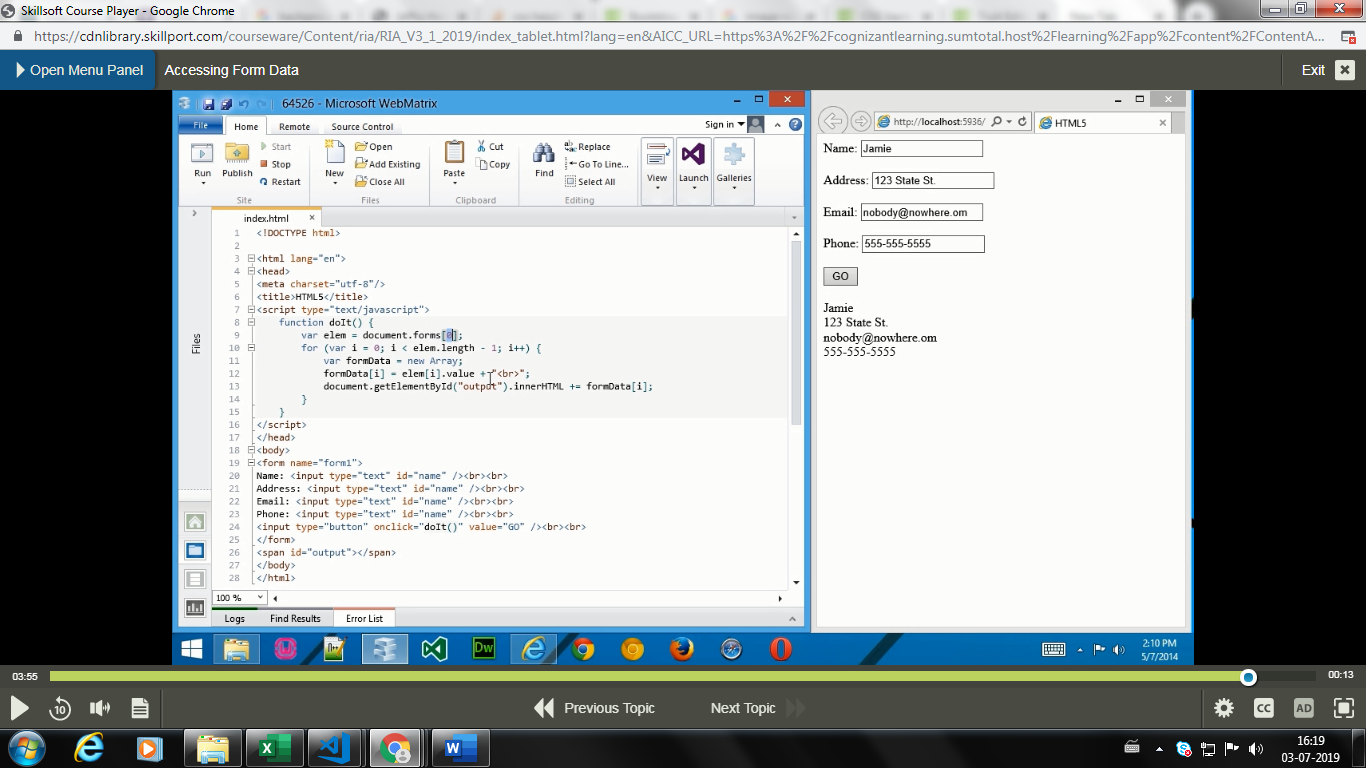 Skillsoft Course Player - Google Chrome
https://cdnlibrary.skillport.com/courseware/Content/ria/RIA_V3_1_2019/index_tablet.html?lang=en&AICC_URL=https%3A%2F%2Fcognizantlearning.sumtotal.host%2Flearning%2Fapp%2Fcontent%2FContentA...
Open Menu Panel Accessing Form Data Exit
64526 - Microsoft WebMatrix
File Home Remote Source Control Sign in
Run Publish Start Stop Restart
Site
New Open Add Existing Close All
Files
Paste Cut Copy
Clipboard
Find Replace Go To Line... Select All
Editing
View Launch Galleries
index.html
Files
1 <!DOCTYPE html>
2
3 <html lang="en">
4 <head>
5 <meta charset="utf-8"/>
6 <title>HTML5</title>
7 <script type="text/javascript">
8 function doIt() {
9 var elem = document.forms[0];
10 for (var i = 0; i < elem.length - 1; i++) {
11 var formData = new Array;
12 formData[i] = elem[i].value + "<br>";
13 document.getElementById("output").innerHTML += formData[i];
14 }
15 }
16 </script>
17 </head>
18 <body>
19 <form name="form1">
20 Name: <input type="text" id="name" /><br><br>
21 Address: <input type="text" id="name" /><br><br>
22 Email: <input type="text" id="name" /><br><br>
23 Phone: <input type="text" id="name" /><br><br>
24 <input type="button" onclick="doIt()" value="GO" /><br><br>
25 </form>
26 <span id="output"></span>
27 </body>
28 </html>
100 %
Logs Find Results Error List
http://localhost:5936/ HTML5
Name: Jamie
Address: 123 State St.
Email: nobody@nowhere.om
Phone: 555-555-5555
GO
Jamie
123 State St.
nobody@nowhere.om
555-555-5555
Dw
2:10 PM
5/7/2014
03:55 00:13
10 Previous Topic Next Topic CC AD
16:19
03-07-2019